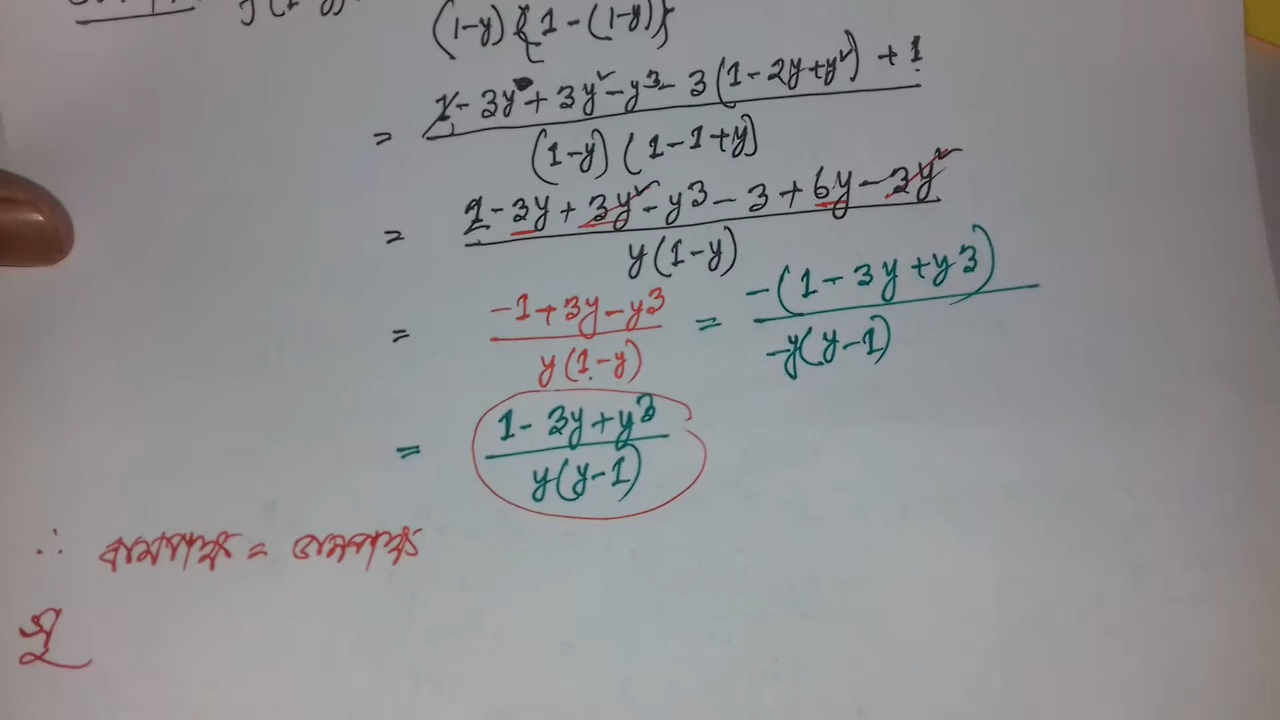 (1-y) {1 - (1-y)}
= 1 - 3y + 3y² - y³ - 3(1 - 2y + y²) + 1 / (1-y) (1 - 1 + y)
= 1 - 3y + 3y² - y³ - 3 + 6y - 3y² / y(1-y)
= -1 + 3y - y³ / y(1-y) = -(1 - 3y + y³) / -y(y-1)
= 1 - 3y + y³ / y(y-1)
∴ বামপক্ষ = ডানপক্ষ